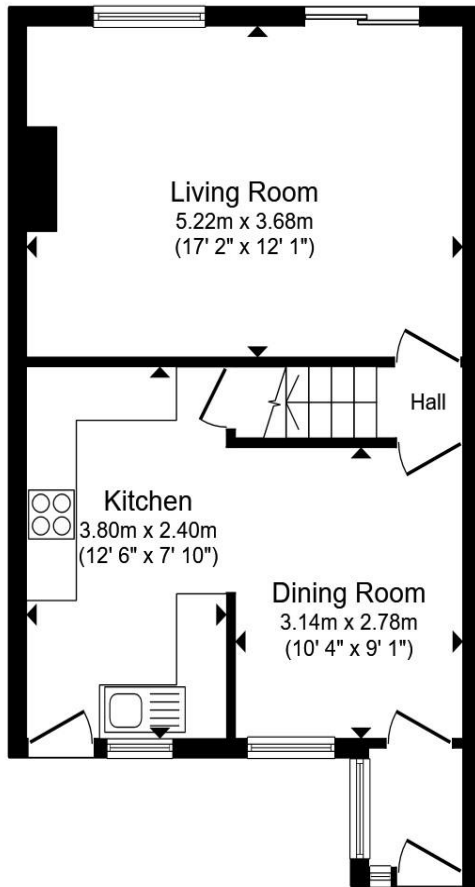 Living Room
5.22m x 3.68m
(17' 2" x 12' 1")
Hall
Kitchen
3.80m x 2.40m
(12' 6" x 7' 10")
Dining Room
3.14m x 2.78m
(10' 4" x 9' 1")